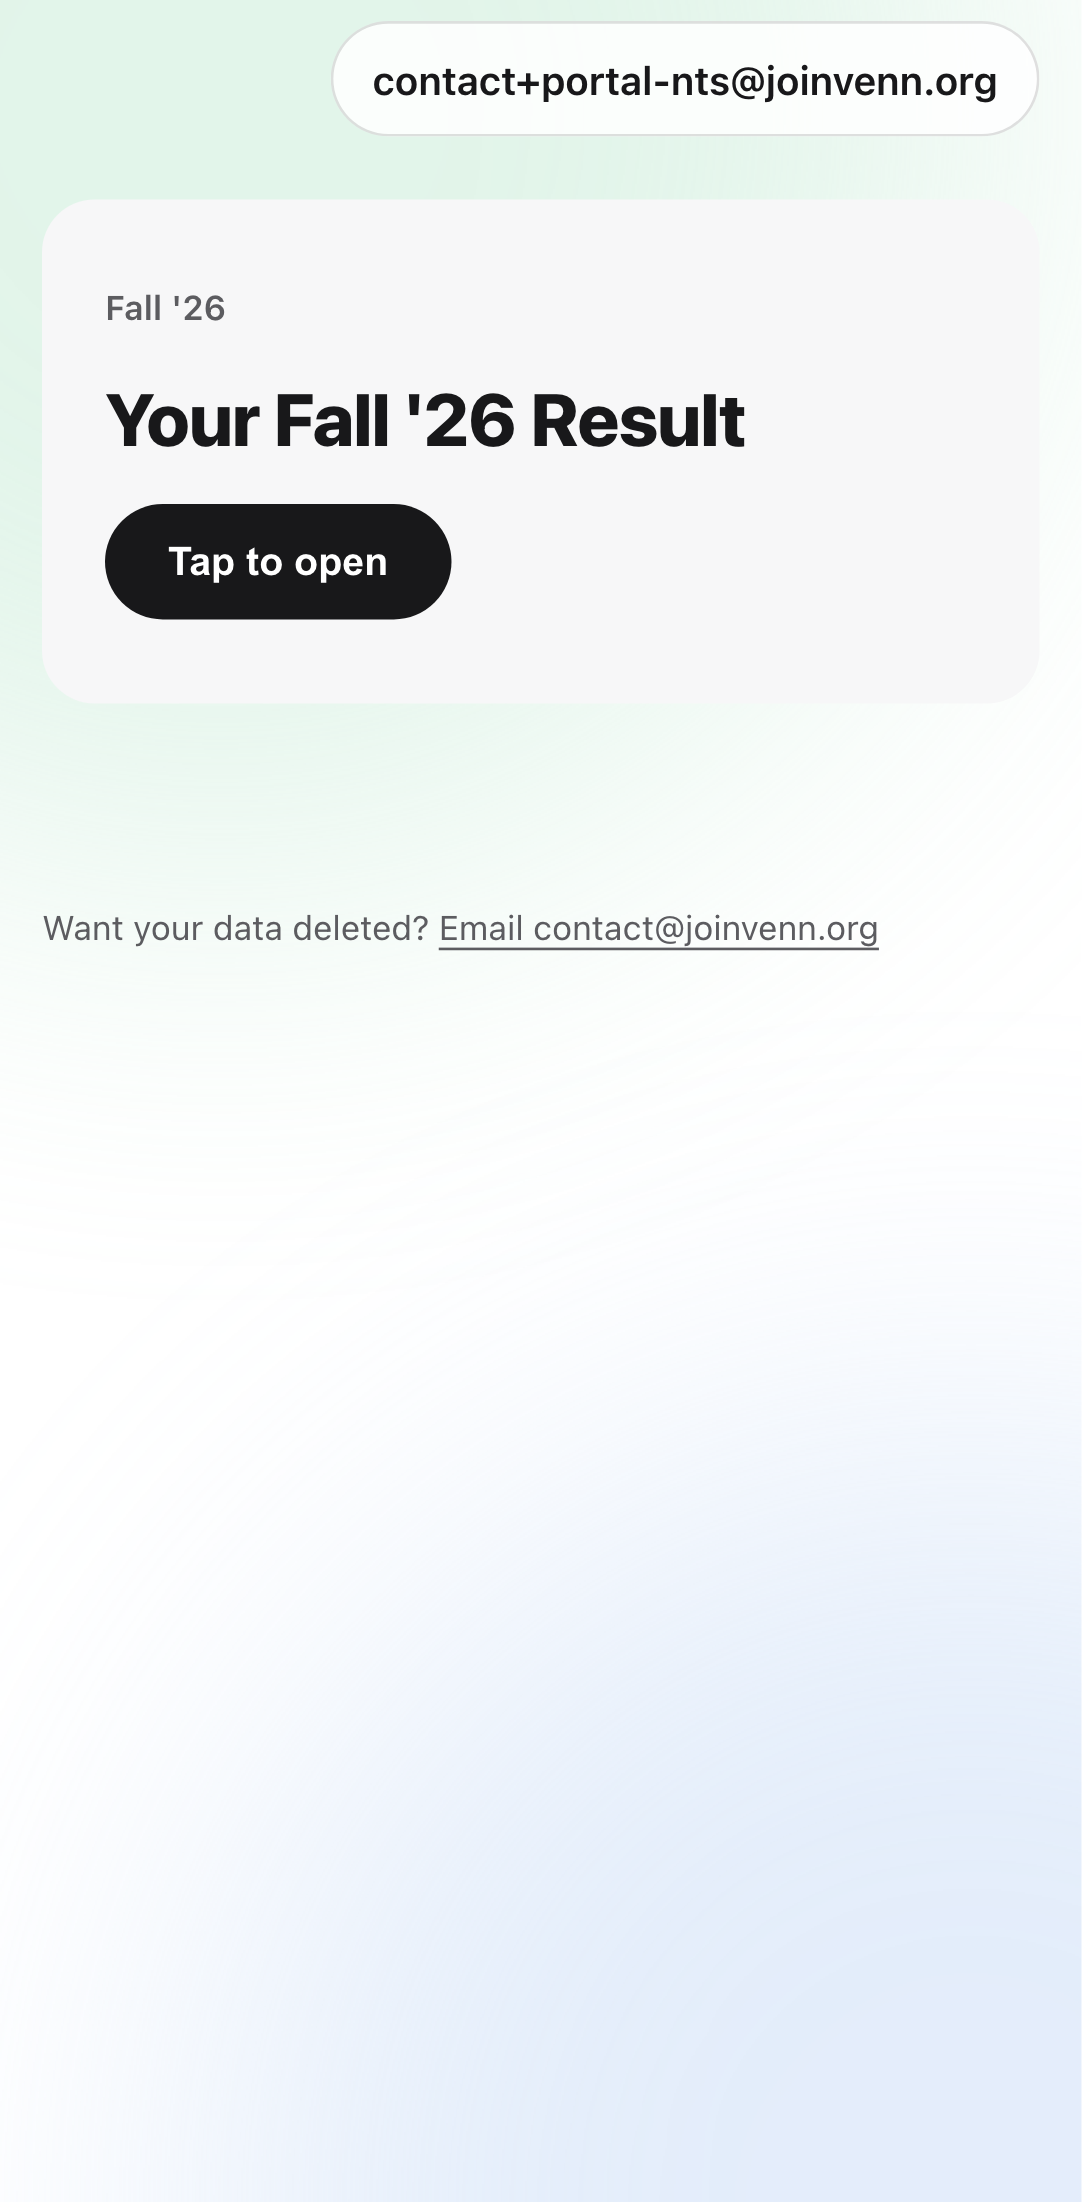 contact+portal-nts@joinvenn.org
Fall '26
Your Fall '26 Result
Tap to open
Want your data deleted? Email contact@joinvenn.org